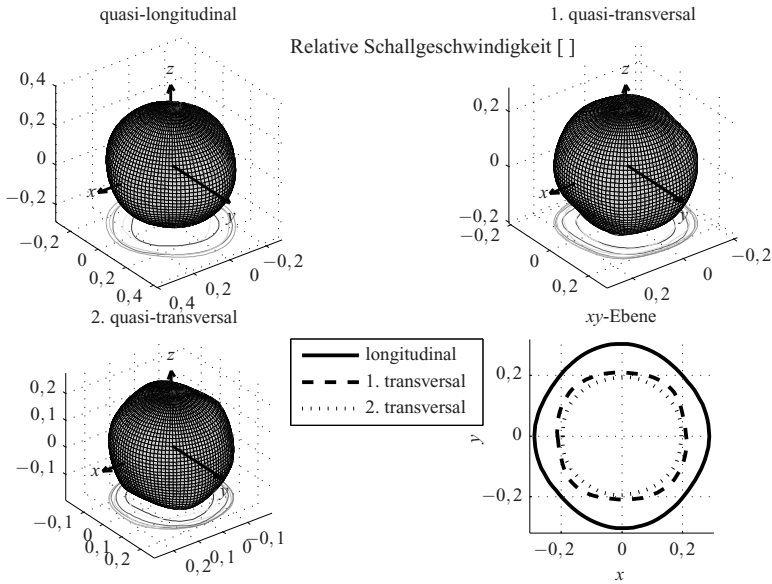 quasi-longitudinal
1. quasi-transversal
Relative Schallgeschwindigkeit [ ]
z
0,4
0,2
0
−0,2
x
y
−0,2
0
0,2
0,4
0,4
0,2
0
−0,2
z
0,2
0
−0,2
x
y
−0,2
0
0,2
0,2
0
−0,2
2. quasi-transversal
z
0,2
0,1
0
−0,1
x
y
−0,1
0
0,1
0,2
0,2
0,1
0
−0,1
longitudinal
1. transversal
2. transversal
xy-Ebene
0,2
0
−0,2
y
−0,2
0
0,2
x